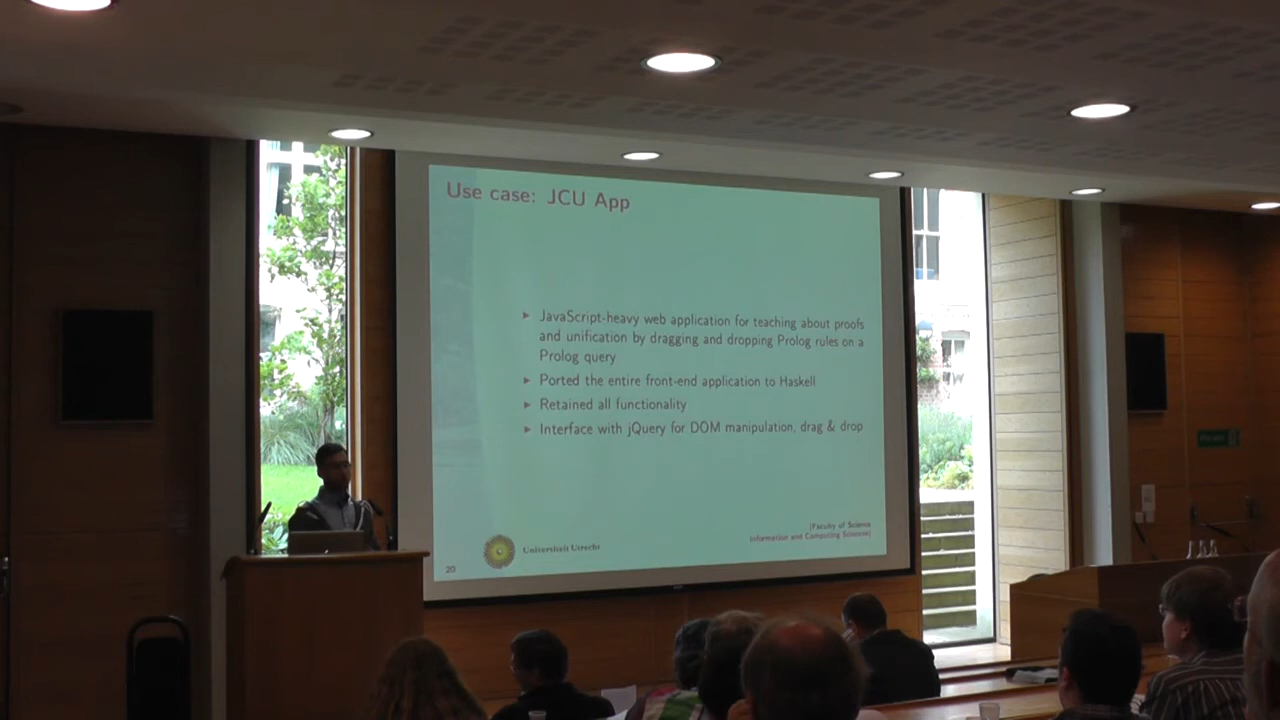 Use case: JCU App
► JavaScript-heavy web application for teaching about proofs
and unification by dragging and dropping Prolog rules on a
Prolog query
► Ported the entire front-end application to Haskell
► Retained all functionality
► Interface with jQuery for DOM manipulation, drag & drop
[Faculty of Science
Information and Computing Sciences]
Universiteit Utrecht
20